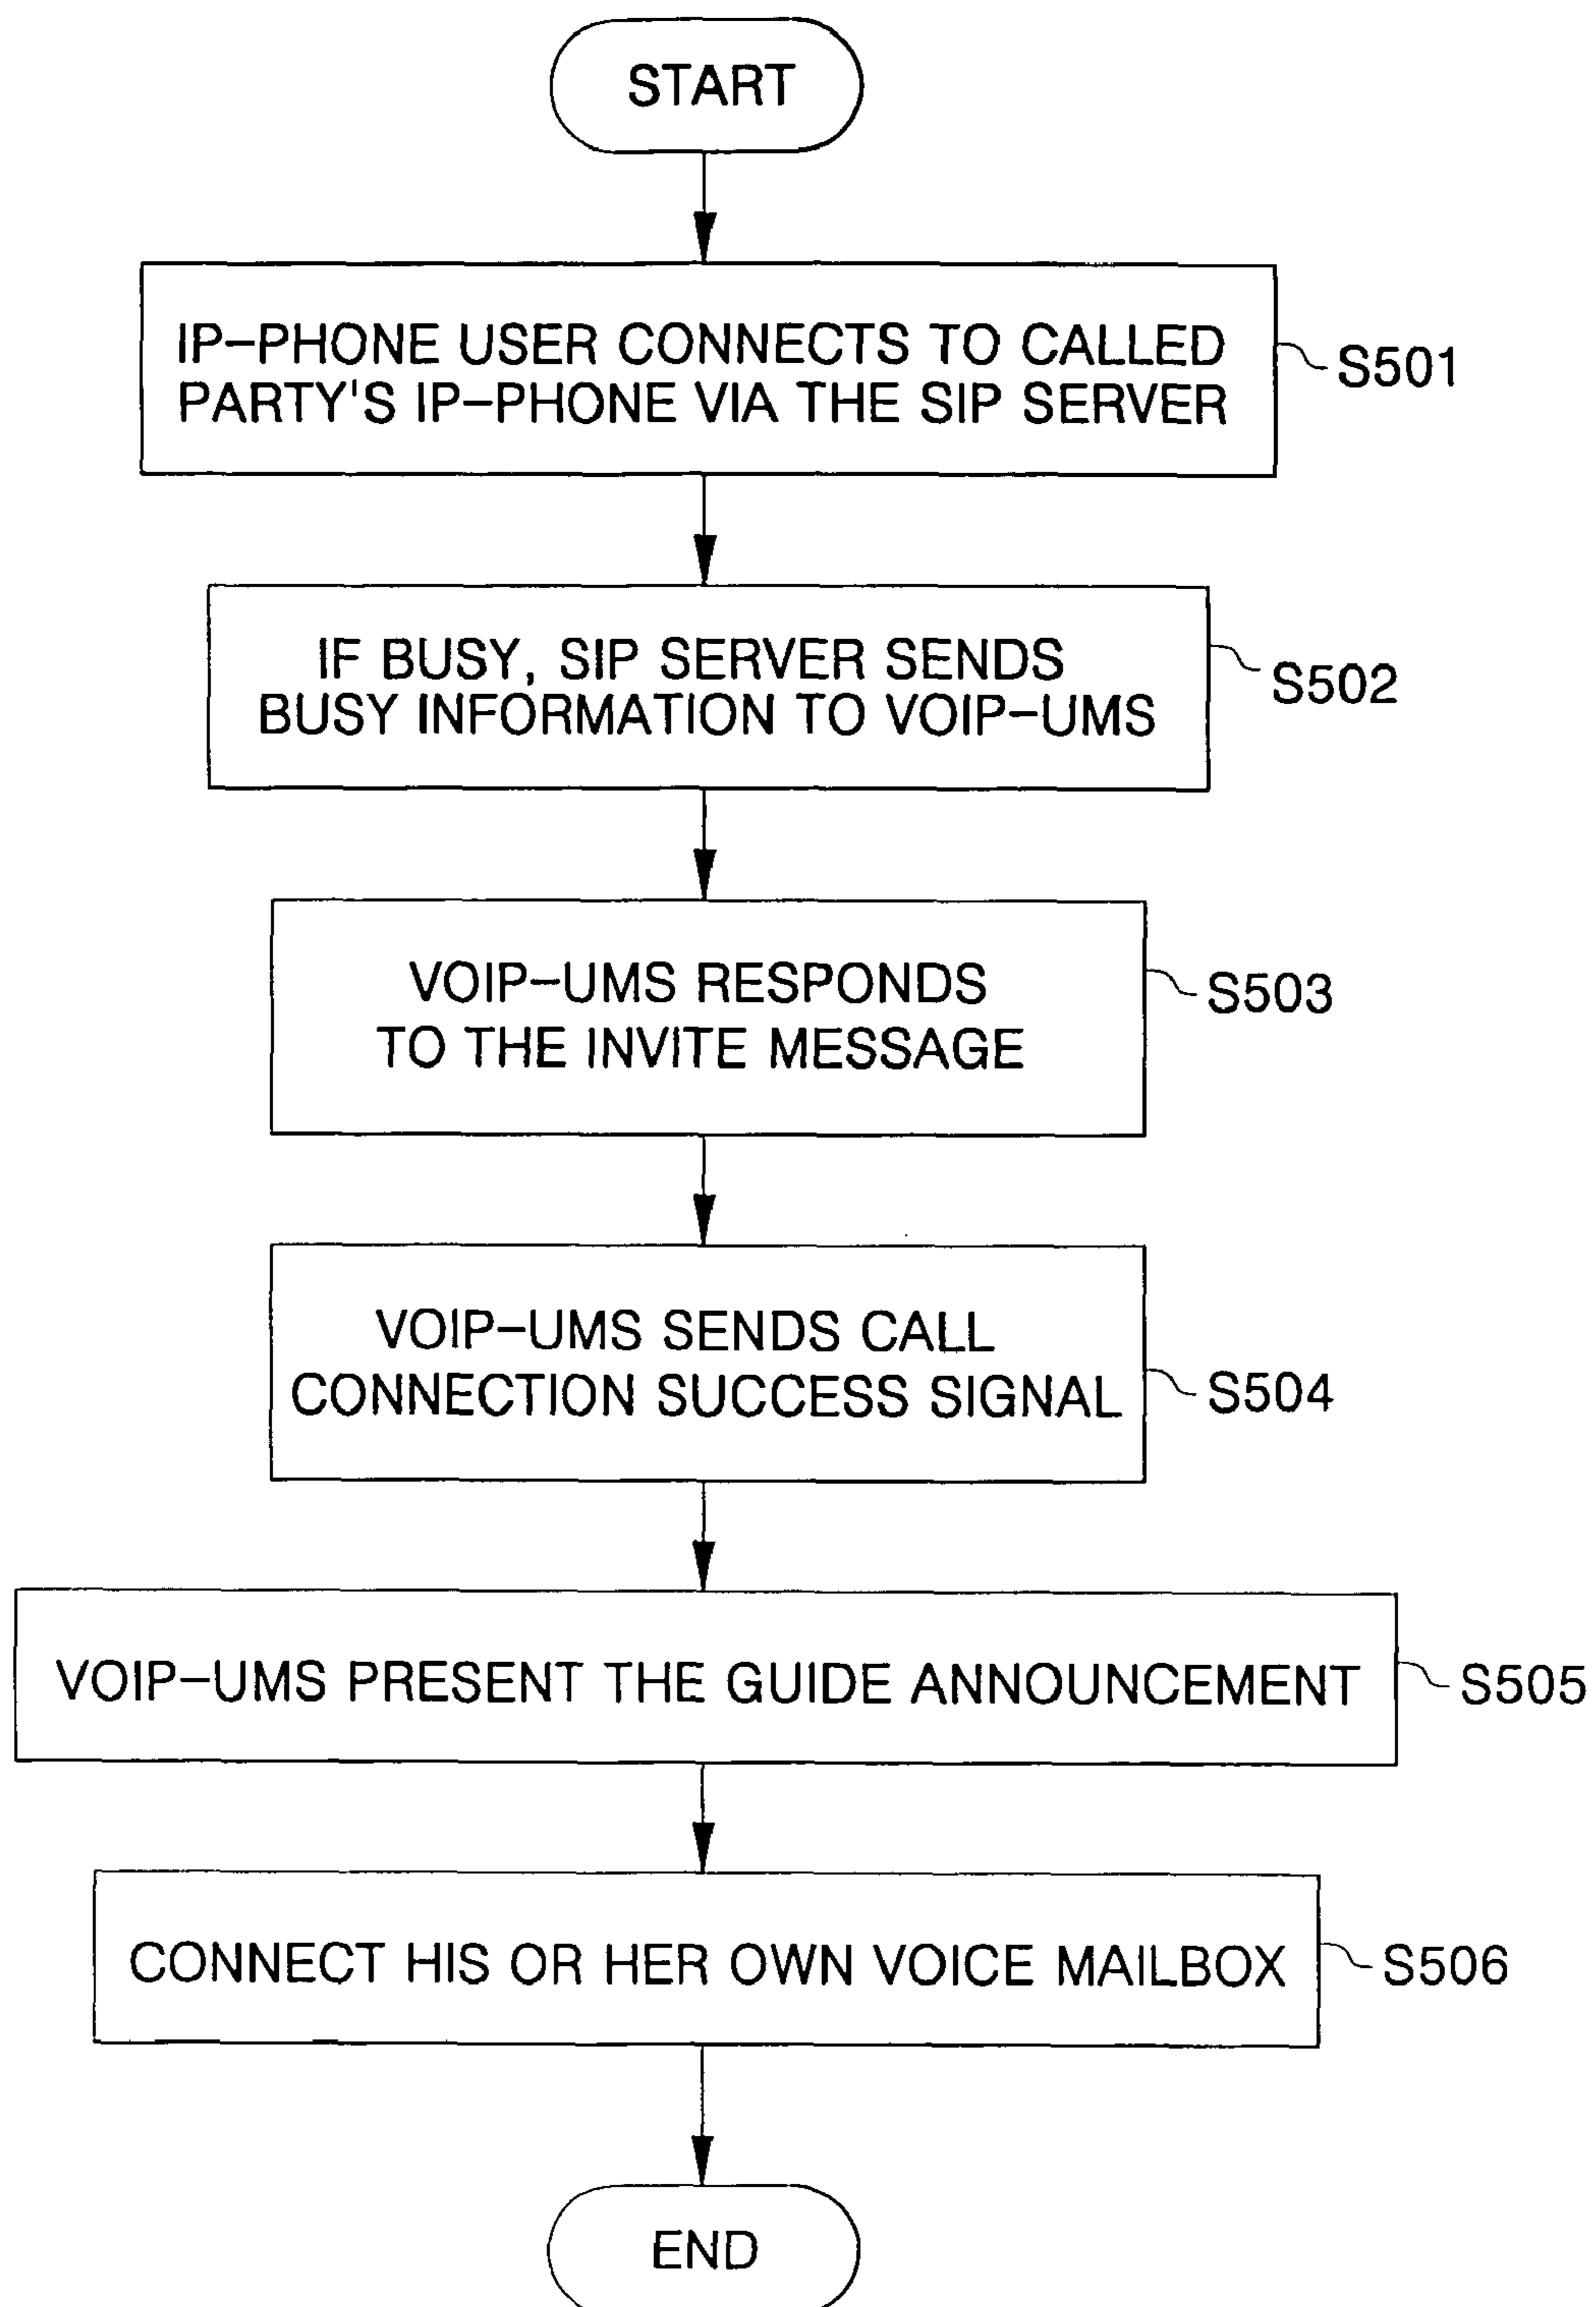 START
IP-PHONE USER CONNECTS TO CALLED
PARTY'S IP-PHONE VIA THE SIP SERVER
S501
IF BUSY, SIP SERVER SENDS
BUSY INFORMATION TO VOIP-UMS
S502
VOIP-UMS RESPONDS
TO THE INVITE MESSAGE
S503
VOIP-UMS SENDS CALL
CONNECTION SUCCESS SIGNAL
S504
VOIP-UMS PRESENT THE GUIDE ANNOUNCEMENT
S505
CONNECT HIS OR HER OWN VOICE MAILBOX
S506
END